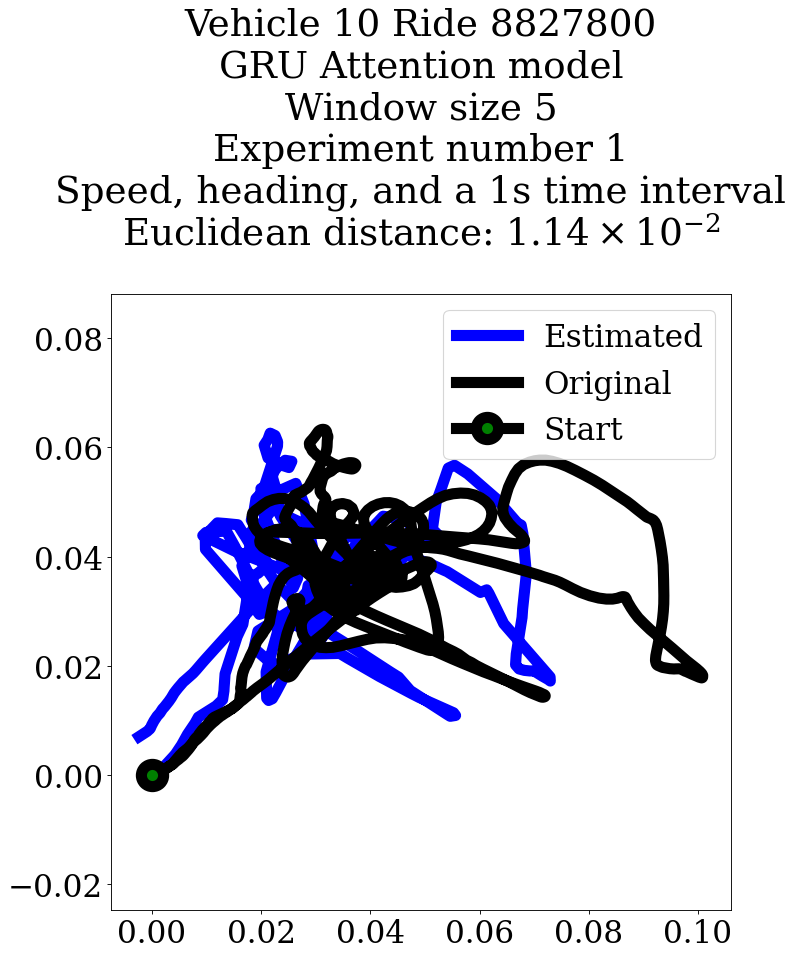 Vehicle 10 Ride 8827800
GRU Attention model
Window size 5
Experiment number 1
Speed, heading, and a 1s time interval
Euclidean distance: 1.14 × 10⁻²
Estimated
Original
Start
0.08
0.06
0.04
0.02
0.00
−0.02
0.00 0.02 0.04 0.06 0.08 0.10